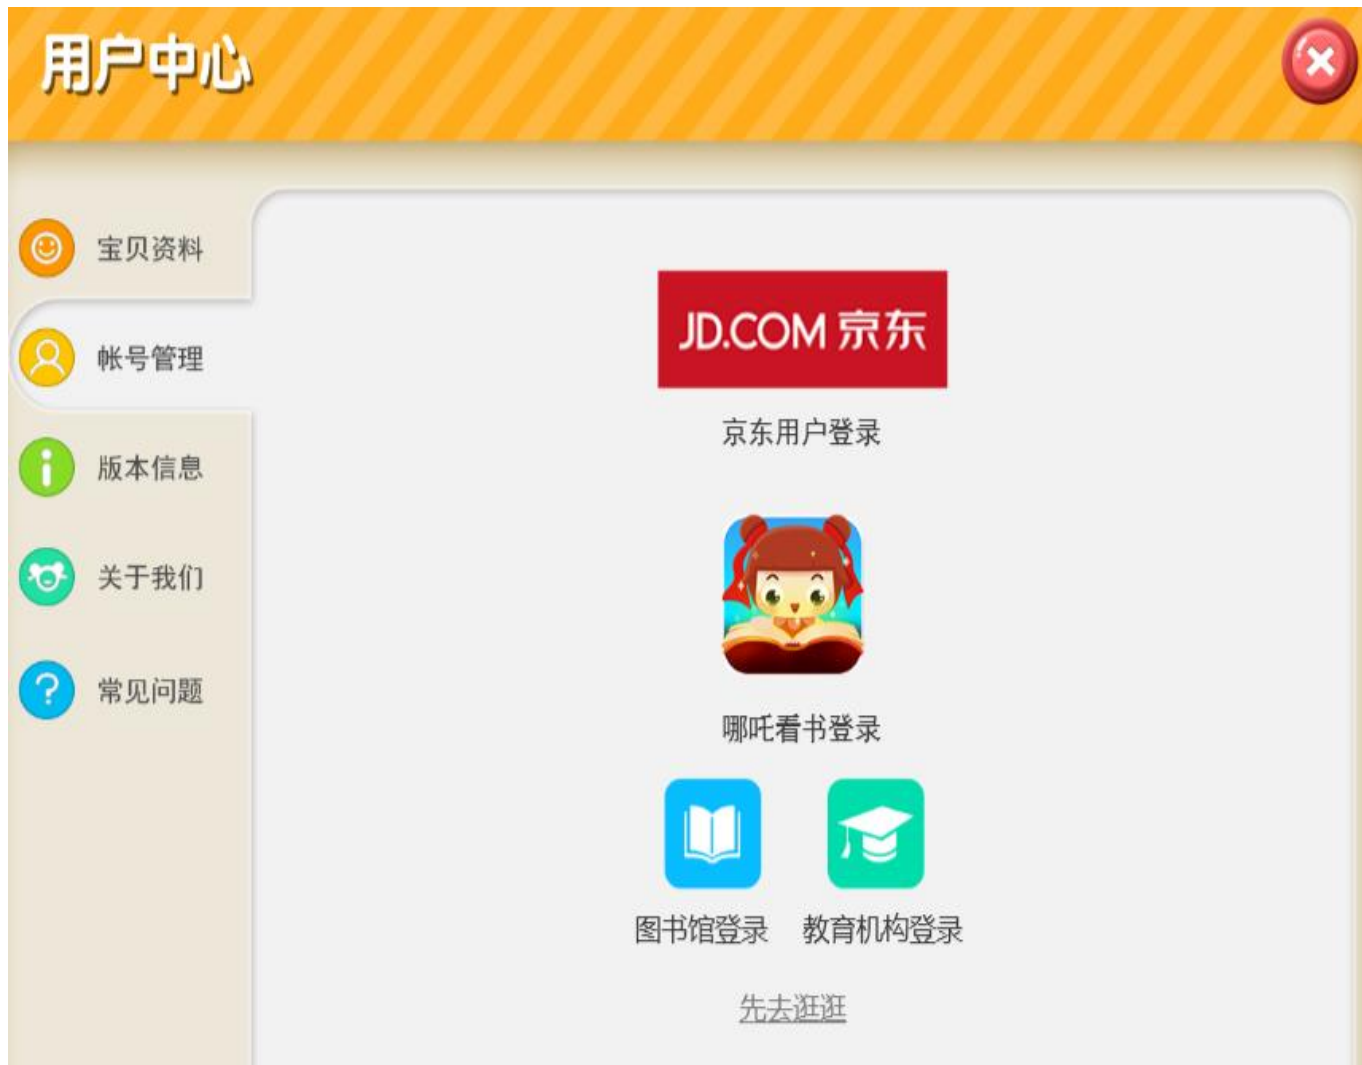 用户中心
宝贝资料
帐号管理
版本信息
关于我们
常见问题
JD.COM 京东
京东用户登录
哪吒看书登录
图书馆登录 教育机构登录
先去逛逛